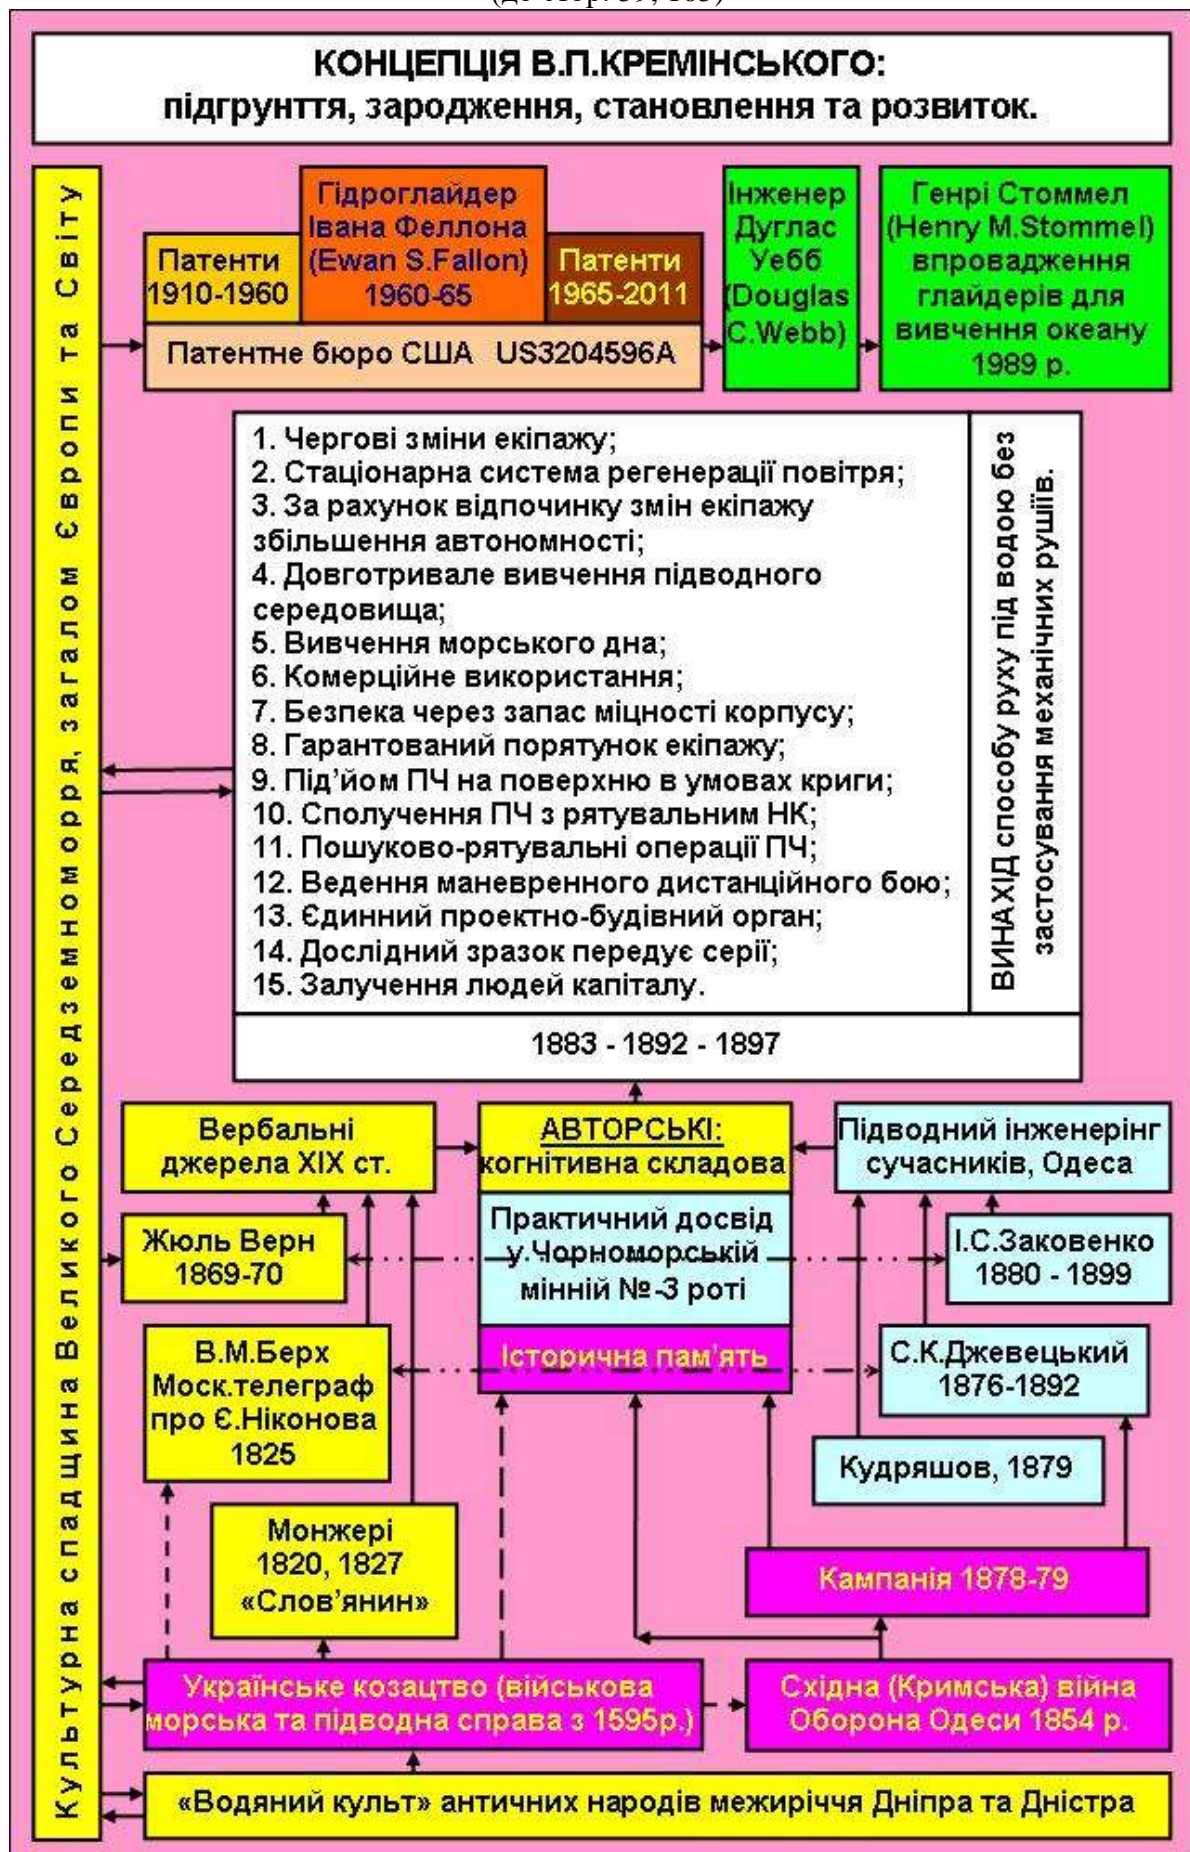 (до стор. 59, 105)
КОНЦЕПЦІЯ В.П.КРЕМІНСЬКОГО:
підгрунття, зародження, становлення та розвиток.
Культурна спадщина Великого Середземномор'я, загалом Європи та Світу
Патенти
1910-1960
Гідроглайдер
Івана Феллона
(Ewan S.Fallon)
1960-65
Патенти
1965-2011
Патентне бюро США US3204596A
Інженер
Дуглас
Уебб
(Douglas
C.Webb)
Генрі Стоммел
(Henry M.Stommel)
впровадження
глайдерів для
вивчення океану
1989 р.
1. Чергові зміни екіпажу;
2. Стаціонарна система регенерації повітря;
3. За рахунок відпочинку змін екіпажу
збільшення автономності;
4. Довготривале вивчення підводного
середовища;
5. Вивчення морського дна;
6. Комерційне використання;
7. Безпека через запас міцності корпусу;
8. Гарантований порятунок екіпажу;
9. Під'йом ПЧ на поверхню в умовах криги;
10. Сполучення ПЧ з рятувальним НК;
11. Пошуково-рятувальні операції ПЧ;
12. Ведення маневренного дистанційного бою;
13. Єдинний проектно-будівний орган;
14. Дослідний зразок передує серії;
15. Залучення людей капіталу.
ВИНАХІД способу руху під водою без
застосування механічних рушіїв.
1883 - 1892 - 1897
Вербальні
джерела XIX ст.
АВТОРСЬКІ:
когнітивна складова
Підводний інженерінг
сучасників, Одеса
Жюль Верн
1869-70
Практичний досвід
у.Чорноморській
мінній №-3 роті
І.С.Заковенко
1880 - 1899
В.М.Берх
Моск.телеграф
про Є.Ніконова
1825
Історична пам'ять
С.К.Джевецький
1876-1892
Кудряшов, 1879
Монжері
1820, 1827
«Слов'янин»
Кампанія 1878-79
Українське козацтво (військова
морська та підводна справа з 1595р.)
Східна (Кримська) війна
Оборона Одеси 1854 р.
«Водяний культ» античних народів межиріччя Дніпра та Дністра